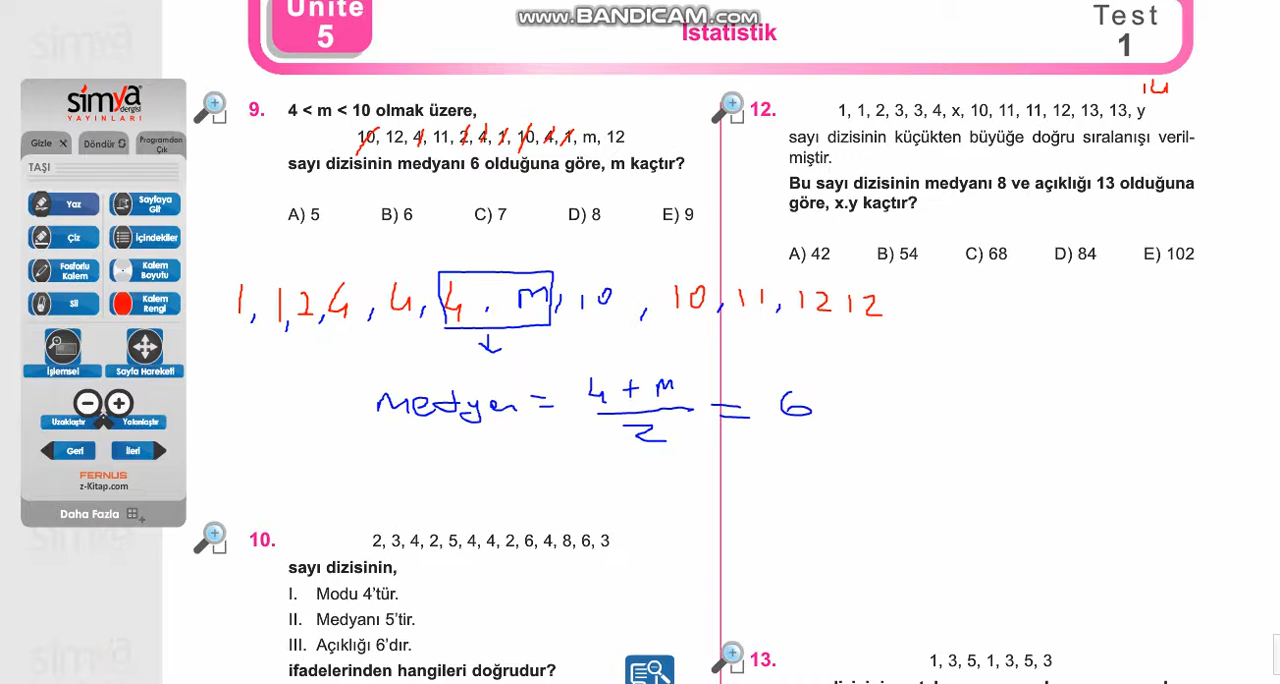 www.BANDICAM.com
Ünite
5
İstatistik
Test
1
simya
dergisi
YAYINLARI
Gizle X
Döndür
Programdan
Çık
TAŞI
Yaz
Sayfaya
Git
Çiz
İçindekiler
Fosforlu
Kalem
Kalem
Boyutu
Sil
Kalem
Rengi
İşlemsel
Sayfa Hareketi
Uzaklaştır
Yakınlaştır
Geri
İleri
FERNUS
z-Kitap.com
Daha Fazla
9. 4 < m < 10 olmak üzere,
10, 12, 4, 11, 2, 4, 1, 10, 4, 1, m, 12
sayı dizisinin medyanı 6 olduğuna göre, m kaçtır?
A) 5 B) 6 C) 7 D) 8 E) 9
1, 1, 2, 4, 4, 4, m, 10, 10, 11, 12 12
medyan = 4 + m / 2 = 6
10. 2, 3, 4, 2, 5, 4, 4, 2, 6, 4, 8, 6, 3
sayı dizisinin,
I. Modu 4'tür.
II. Medyanı 5'tir.
III. Açıklığı 6'dır.
ifadelerinden hangileri doğrudur?
14
12. 1, 1, 2, 3, 3, 4, x, 10, 11, 11, 12, 13, 13, y
sayı dizisinin küçükten büyüğe doğru sıralanışı veril-
miştir.
Bu sayı dizisinin medyanı 8 ve açıklığı 13 olduğuna
göre, x.y kaçtır?
A) 42 B) 54 C) 68 D) 84 E) 102
13. 1, 3, 5, 1, 3, 5, 3